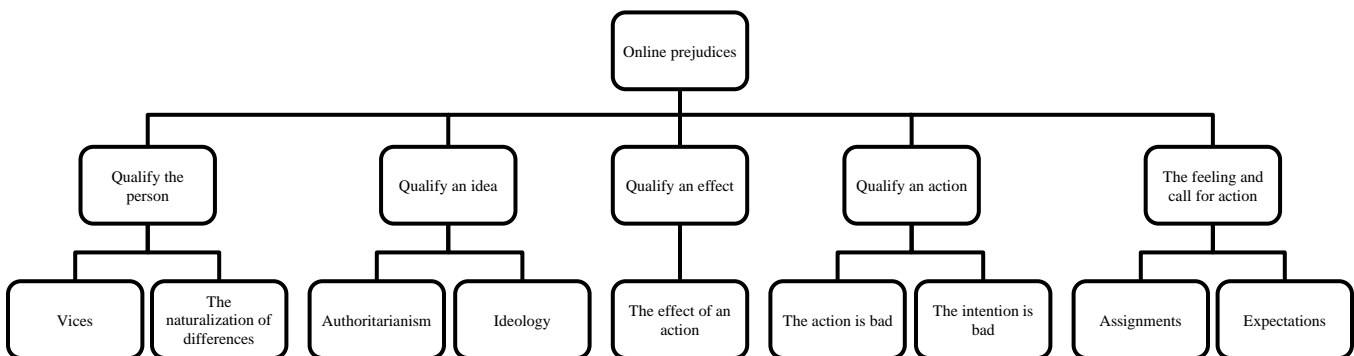 Online prejudices
Qualify the
person
Qualify an idea
Qualify an effect
Qualify an action
The feeling and
call for action
Vices
The
naturalization of
differences
Authoritarianism
Ideology
The effect of an
action
The action is bad
The intention is
bad
Assignments
Expectations